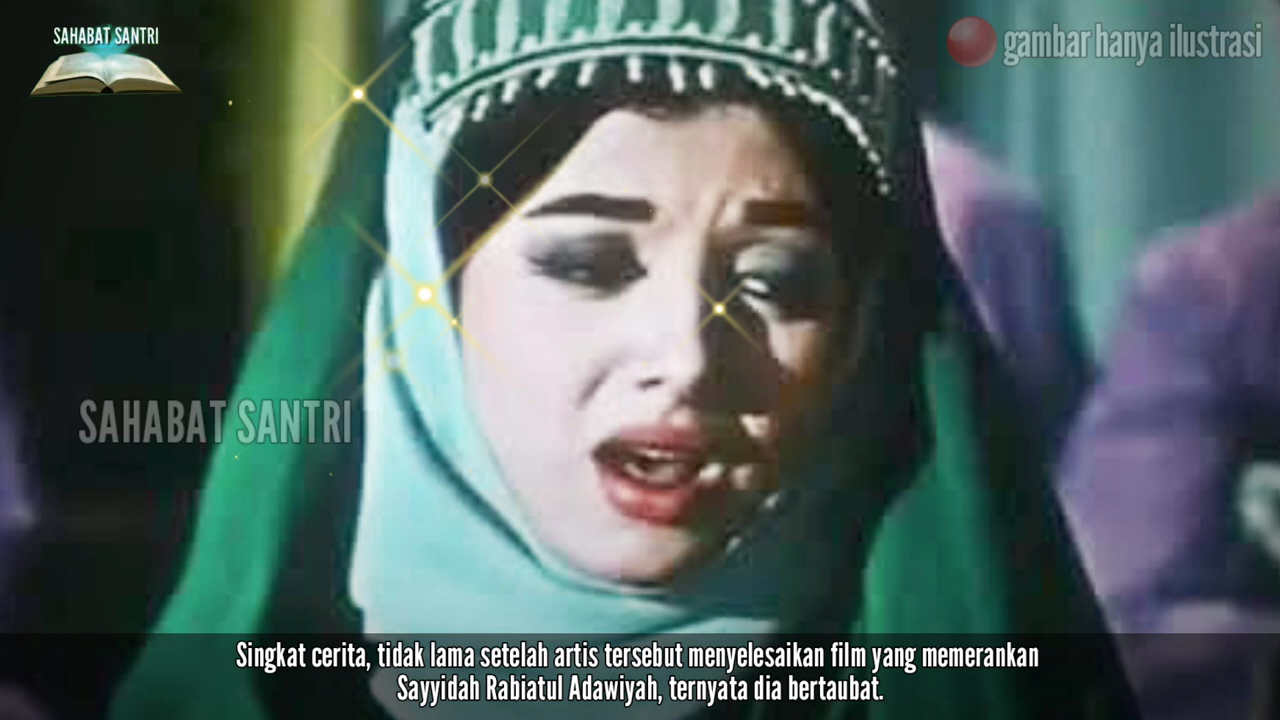 SAHABAT SANTRI
gambar hanya ilustrasi
SAHABAT SANTRI
Singkat cerita, tidak lama setelah artis tersebut menyelesaikan film yang memerankan
Sayyidah Rabiatul Adawiyah, ternyata dia bertaubat.